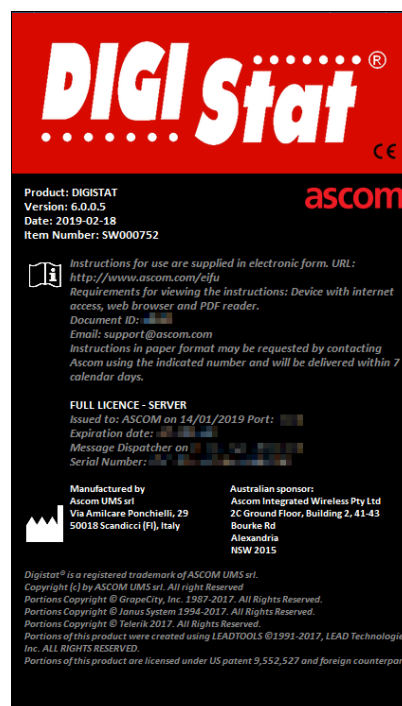 DIGI Stat®
CE
ascom
Product: DIGISTAT
Version: 6.0.0.5
Date: 2019-02-18
Item Number: SW000752
Instructions for use are supplied in electronic form. URL:
http://www.ascom.com/eifu
Requirements for viewing the instructions: Device with internet
access, web browser and PDF reader.
Document ID:
Email: support@ascom.com
Instructions in paper format may be requested by contacting
Ascom using the indicated number and will be delivered within 7
calendar days.
FULL LICENCE - SERVER
Issued to: ASCOM on 14/01/2019 Port:
Expiration date:
Message Dispatcher on
Serial Number:
Manufactured by
Ascom UMS srl
Via Amilcare Ponchielli, 29
50018 Scandicci (FI), Italy
Australian sponsor:
Ascom Integrated Wireless Pty Ltd
2C Ground Floor, Building 2, 41-43
Bourke Rd
Alexandria
NSW 2015
Digistat® is a registered trademark of ASCOM UMS srl.
Copyright (c) by ASCOM UMS srl. All right Reserved
Portions Copyright © GrapeCity, Inc. 1987-2017. All Rights Reserved.
Portions Copyright © Janus System 1994-2017. All Rights Reserved.
Portions Copyright © Telerik 2017. All Rights Reserved.
Portions of this product were created using LEADTOOLS ©1991-2017, LEAD Technologie
Inc. ALL RIGHTS RESERVED.
Portions of this product are licensed under US patent 9,552,527 and foreign counterpar